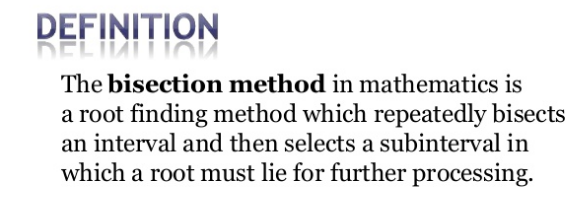 DEFINITION
The bisection method in mathematics is
a root finding method which repeatedly bisects
an interval and then selects a subinterval in
which a root must lie for further processing.